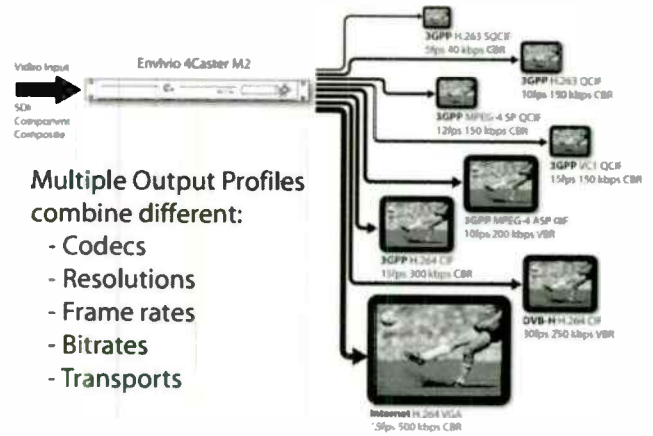 3GPP H.263 SQCIF
5fps 40 kbps CBR
Video Input
Envivio 4Caster M2
SDI
Component
Composite
3GPP H.263 QCIF
10fps 150 kbps CBR
3GPP MPEG-4 SP QCIF
12fps 150 kbps CBR
3GPP VC1 QCIF
15fps 150 kbps CBR
Multiple Output Profiles
combine different:
- Codecs
- Resolutions
- Frame rates
- Bitrates
- Transports
3GPP MPEG-4 ASP CIF
10fps 200 kbps VBR
3GPP H.264 CIF
15fps 300 kbps CBR
DVB-H H.264 CIF
30fps 250 kbps VBR
Internet H.264 VGA
15fps 500 kbps CBR